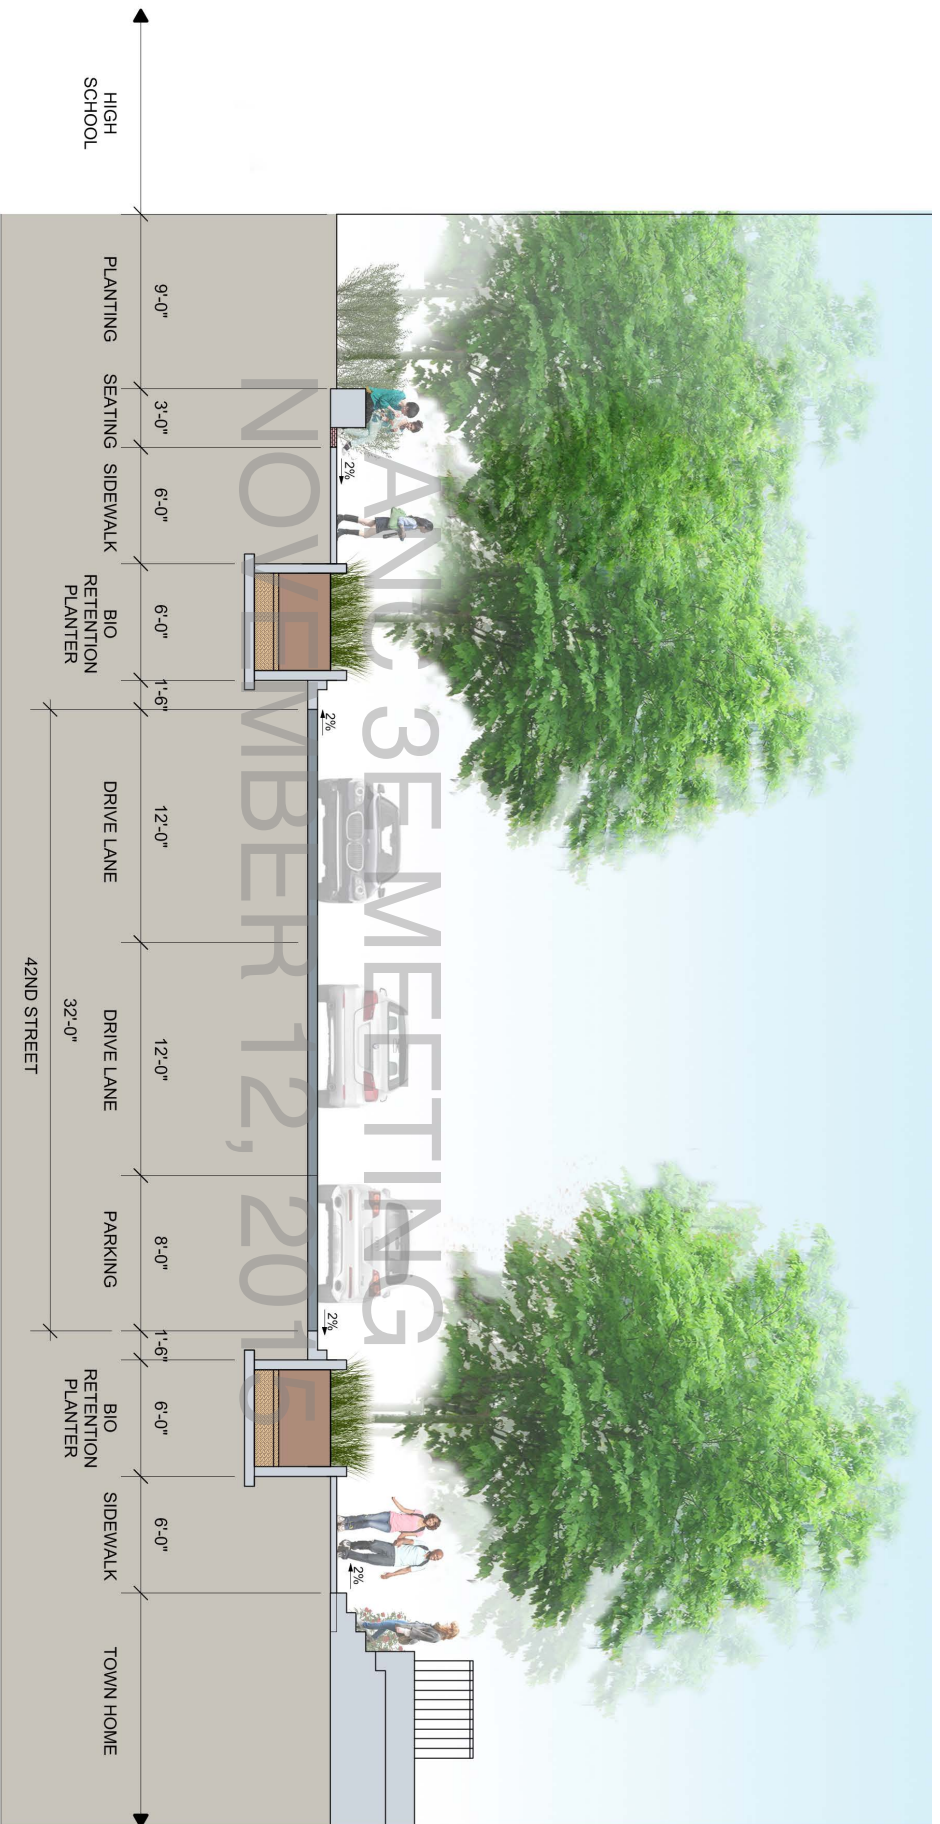 ANC 3E MEETING
NOVEMBER 12, 2015
2%
2%
2%
2%
9'-0"
3'-0"
6'-0"
6'-0"
1'-6"
12'-0"
12'-0"
8'-0"
1'-6"
6'-0"
6'-0"
HIGH
SCHOOL
PLANTING
SEATING
SIDEWALK
BIO
RETENTION
PLANTER
DRIVE LANE
DRIVE LANE
PARKING
BIO
RETENTION
PLANTER
SIDEWALK
TOWN HOME
32'-0"
42ND STREET